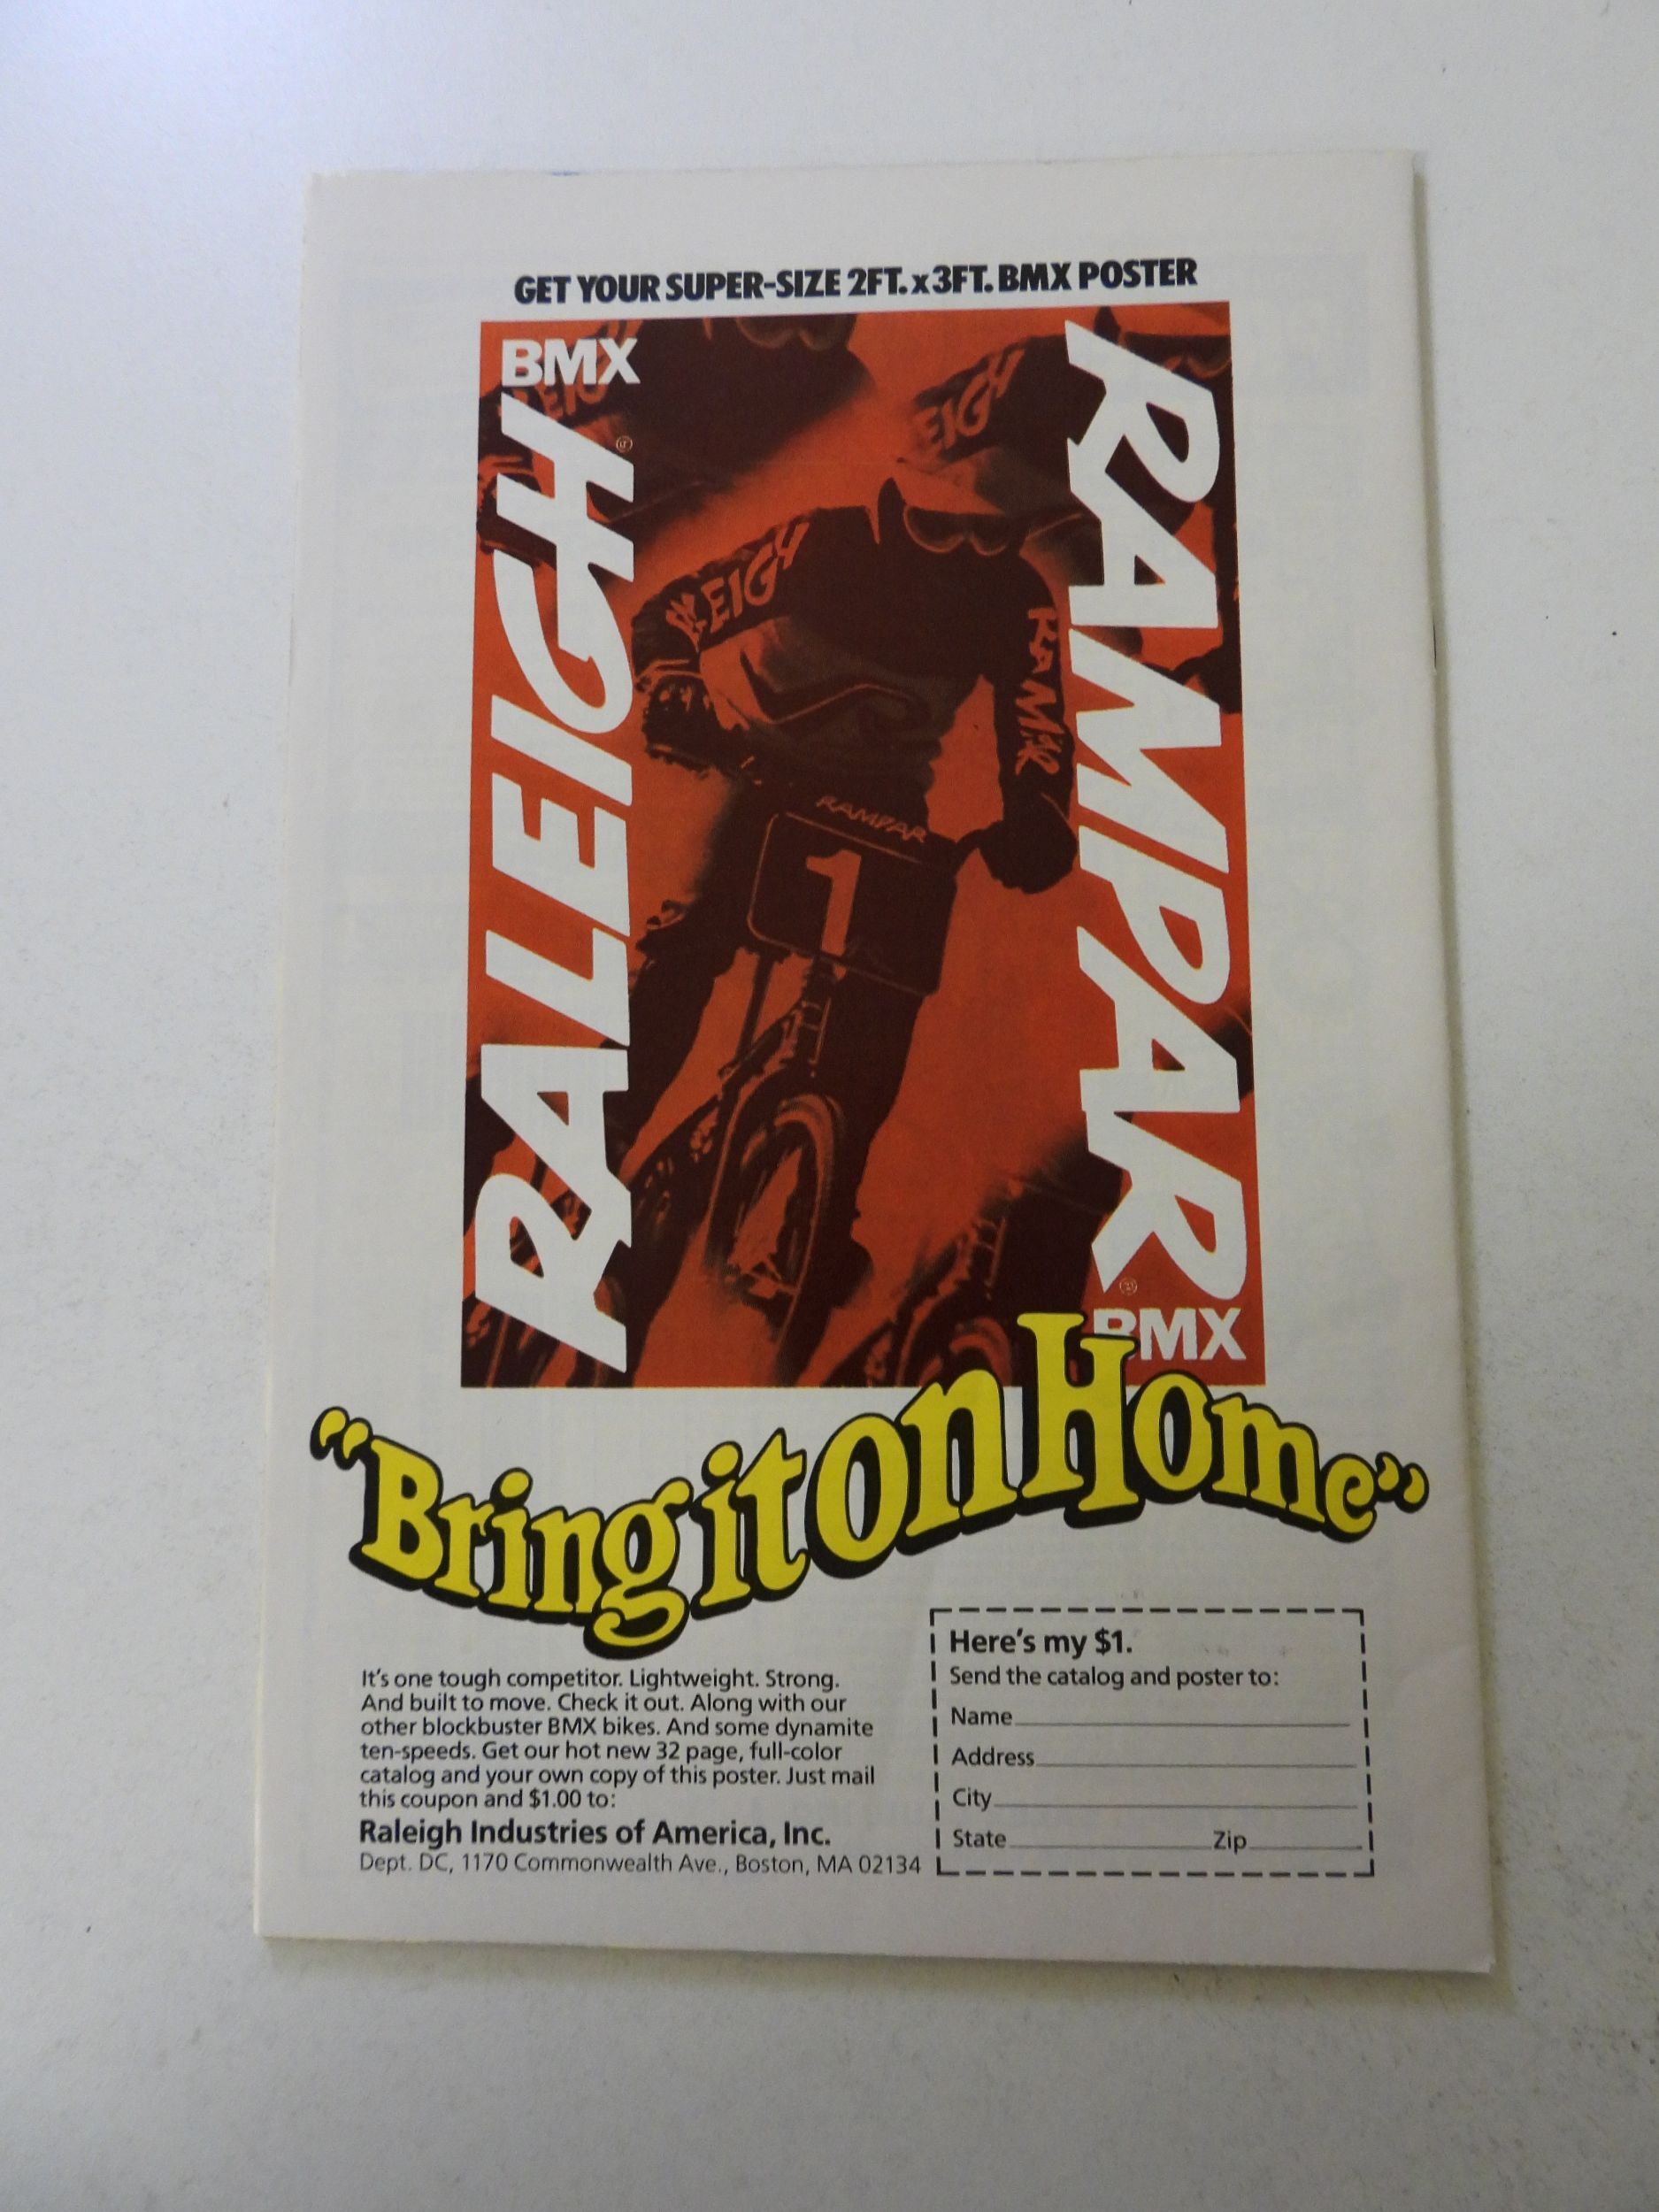 GET YOUR SUPER-SIZE 2FT. x 3FT. BMX POSTER
BMX
RALEIGH®
RAMPAR®
BMX
EIGH
EIGH
LEIGH
RAMPAR
RAMPAR
1
"Bring it on Home"
It's one tough competitor. Lightweight. Strong.
And built to move. Check it out. Along with our
other blockbuster BMX bikes. And some dynamite
ten-speeds. Get our hot new 32 page, full-color
catalog and your own copy of this poster. Just mail
this coupon and $1.00 to:
Raleigh Industries of America, Inc.
Dept. DC, 1170 Commonwealth Ave., Boston, MA 02134
Here's my $1.
Send the catalog and poster to:
Name
Address
City
State Zip